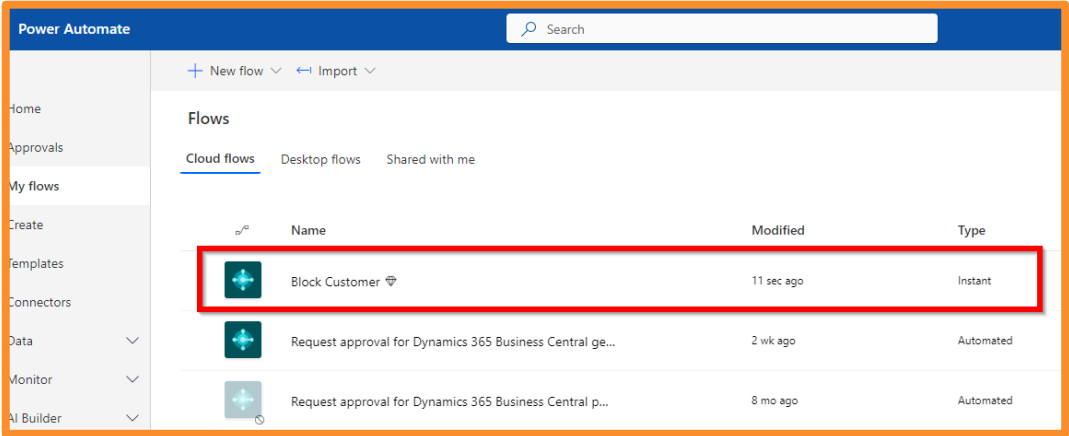 Power Automate
Search
New flow
Import
Home
Approvals
My flows
Create
Templates
Connectors
Data
Monitor
AI Builder
Flows
Cloud flows Desktop flows Shared with me
Name Modified Type
Block Customer 11 sec ago Instant
Request approval for Dynamics 365 Business Central ge... 2 wk ago Automated
Request approval for Dynamics 365 Business Central p... 8 mo ago Automated